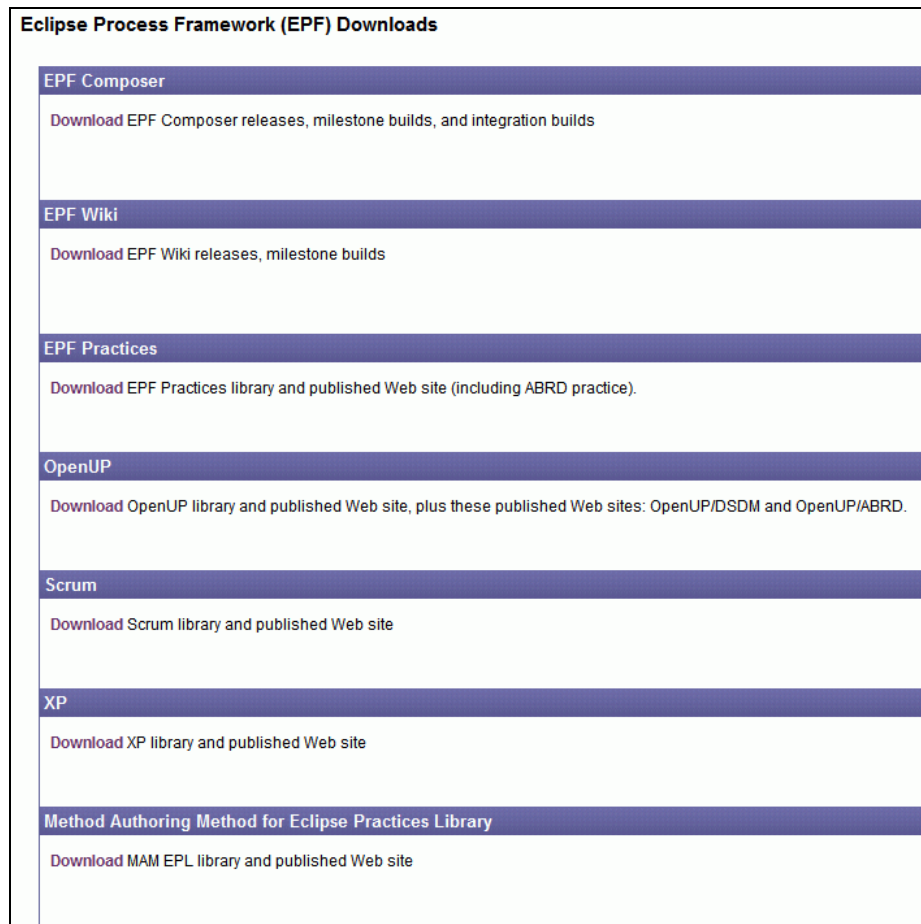 Eclipse Process Framework (EPF) Downloads
EPF Composer
Download EPF Composer releases, milestone builds, and integration builds
EPF Wiki
Download EPF Wiki releases, milestone builds
EPF Practices
Download EPF Practices library and published Web site (including ABRD practice).
OpenUP
Download OpenUP library and published Web site, plus these published Web sites: OpenUP/DSDM and OpenUP/ABRD.
Scrum
Download Scrum library and published Web site
XP
Download XP library and published Web site
Method Authoring Method for Eclipse Practices Library
Download MAM EPL library and published Web site